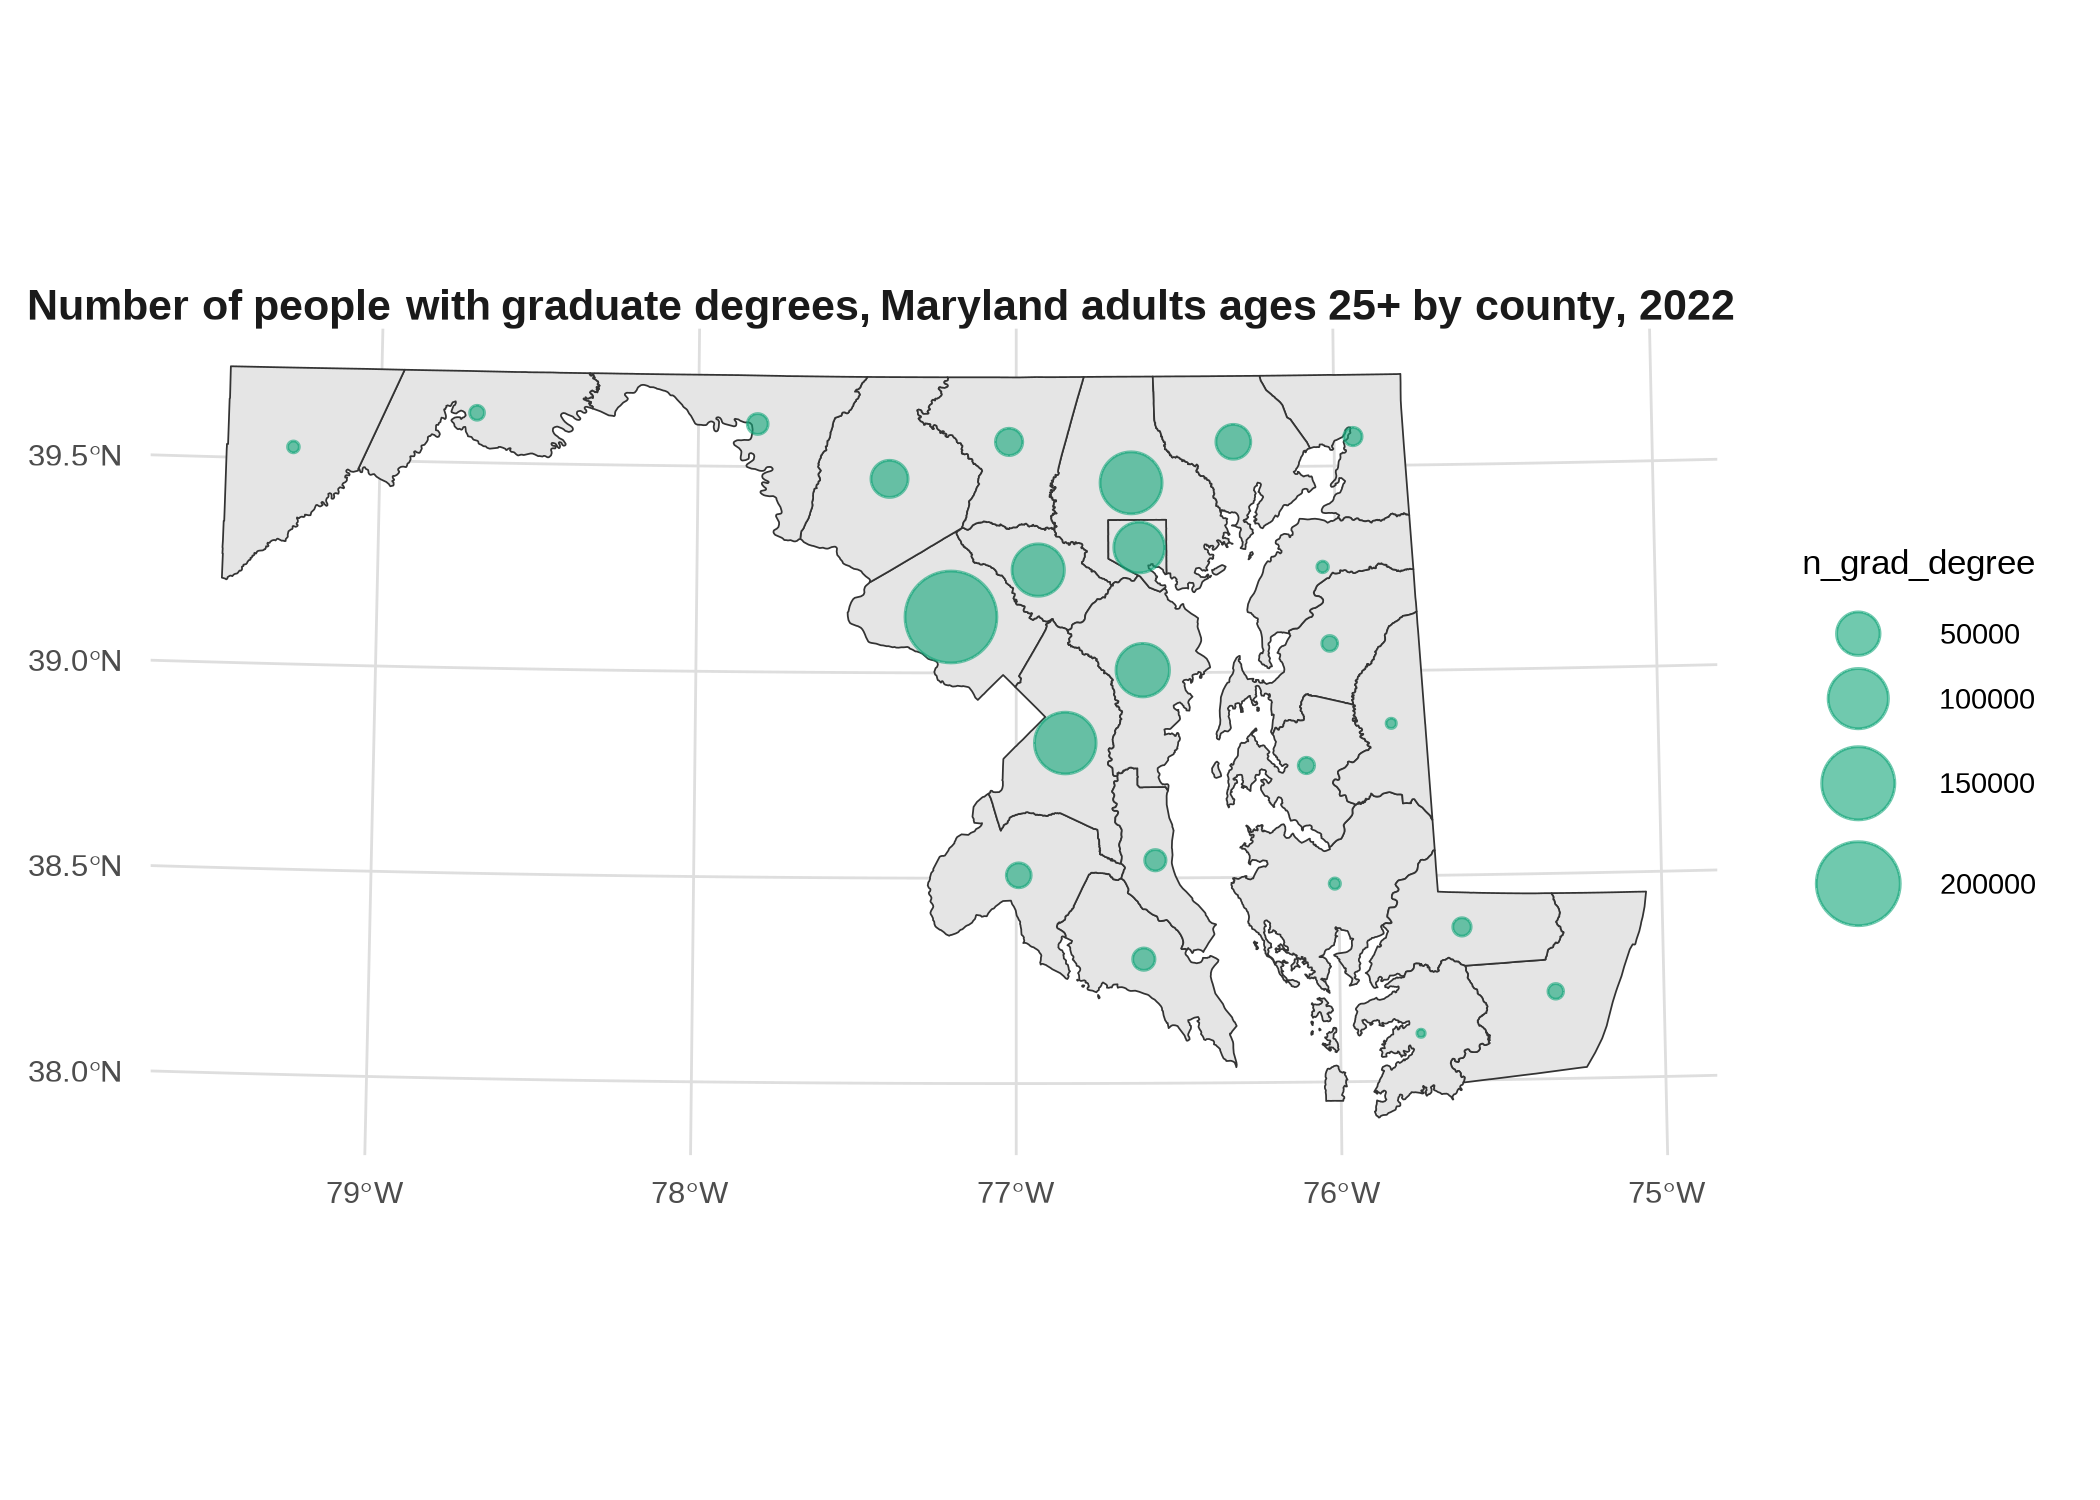 Number of people with graduate degrees, Maryland adults ages 25+ by county, 2022
39.5°N
39.0°N
38.5°N
38.0°N
79°W
78°W
77°W
76°W
75°W
n_grad_degree
50000
100000
150000
200000